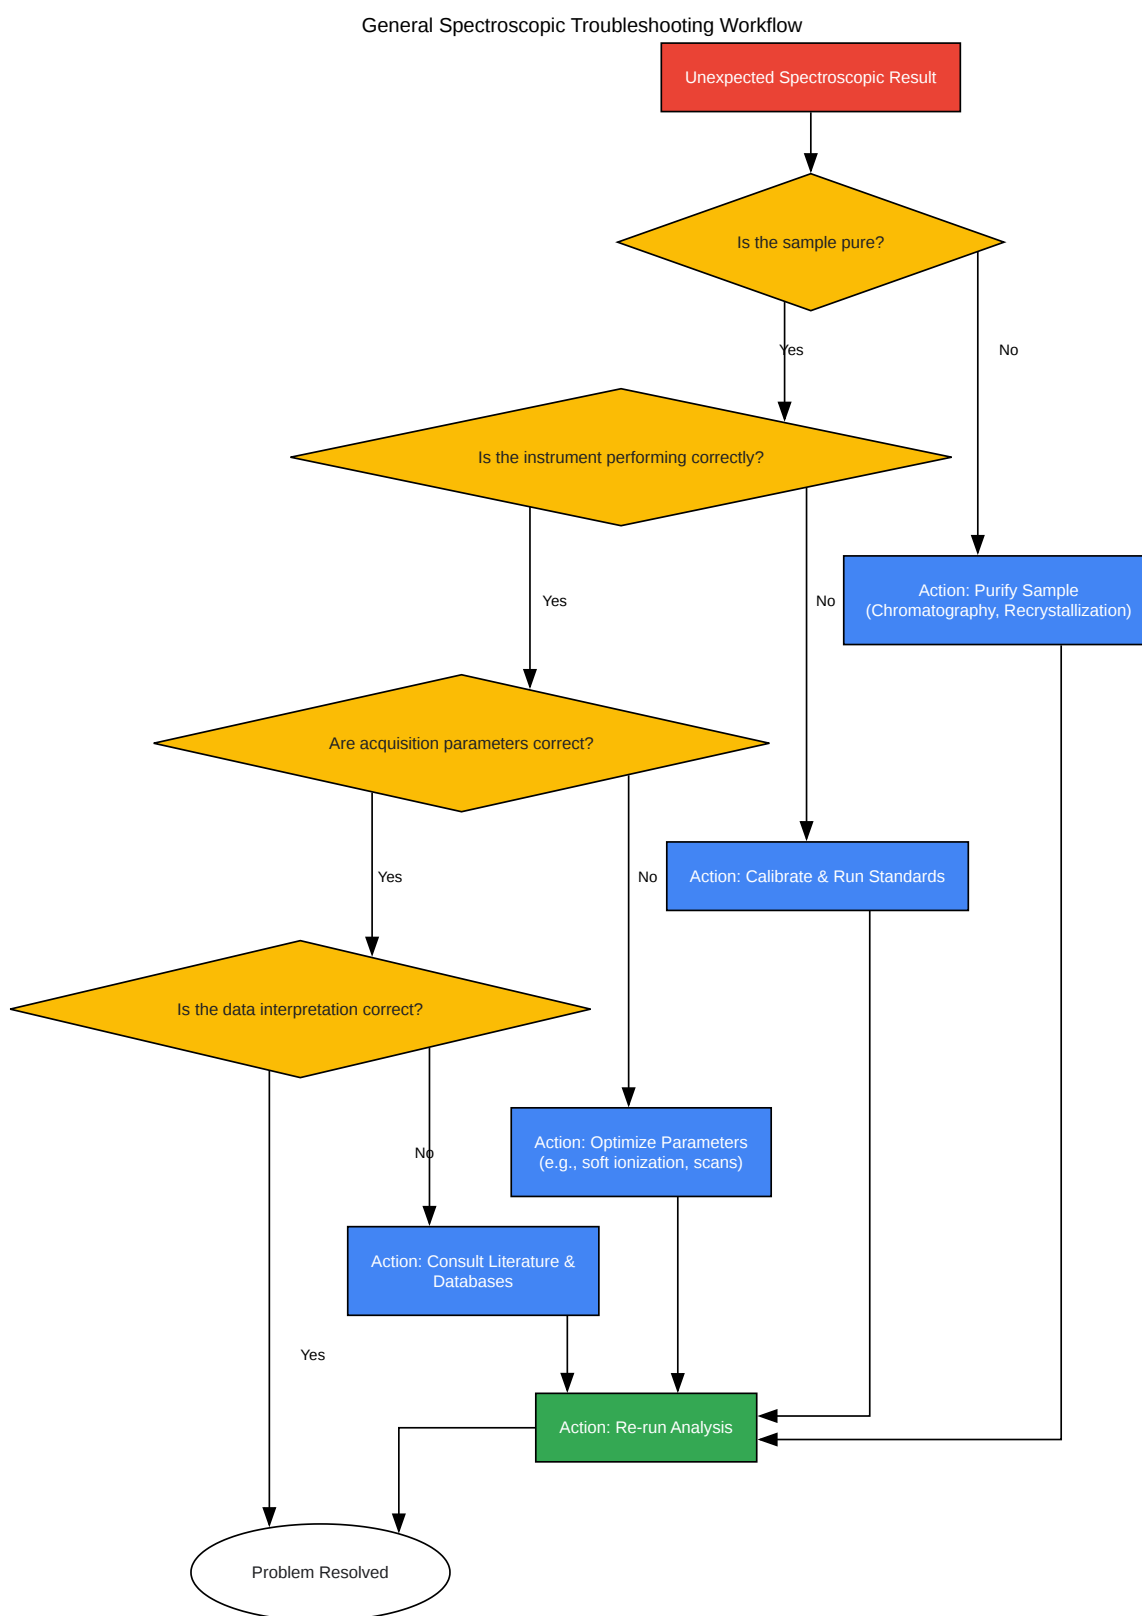 General Spectroscopic Troubleshooting Workflow
Unexpected Spectroscopic Result
Is the sample pure?
Yes
No
Is the instrument performing correctly?
Yes
No
Action: Purify Sample
(Chromatography, Recrystallization)
Are acquisition parameters correct?
Yes
No
Action: Calibrate & Run Standards
Is the data interpretation correct?
No
Action: Optimize Parameters
(e.g., soft ionization, scans)
Action: Consult Literature &
Databases
Yes
Action: Re-run Analysis
Problem Resolved